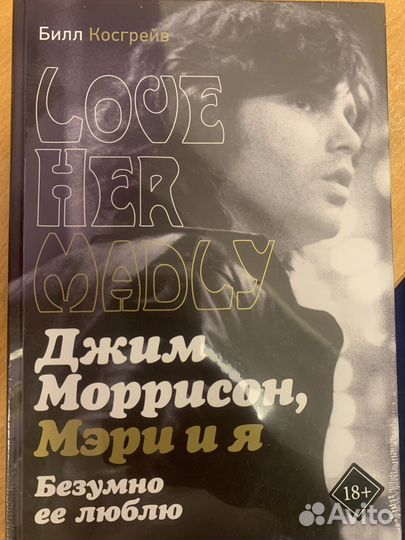 Билл Косгрейв
LOVE
HER
MADLY
Джим
Моррисон,
Мэри и я
Безумно
ее люблю
18+
Avito